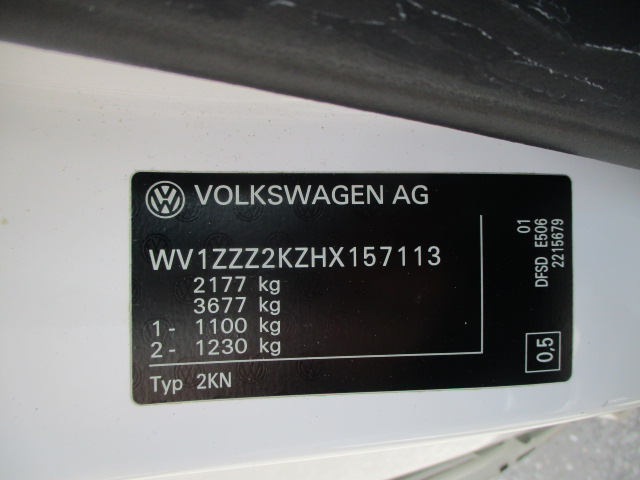 VOLKSWAGEN AG
WV1ZZZ2KZHX157113
2177 kg
3677 kg
1 - 1100 kg
2 - 1230 kg
Typ 2KN
01
DFSD E506
2215679
0,5